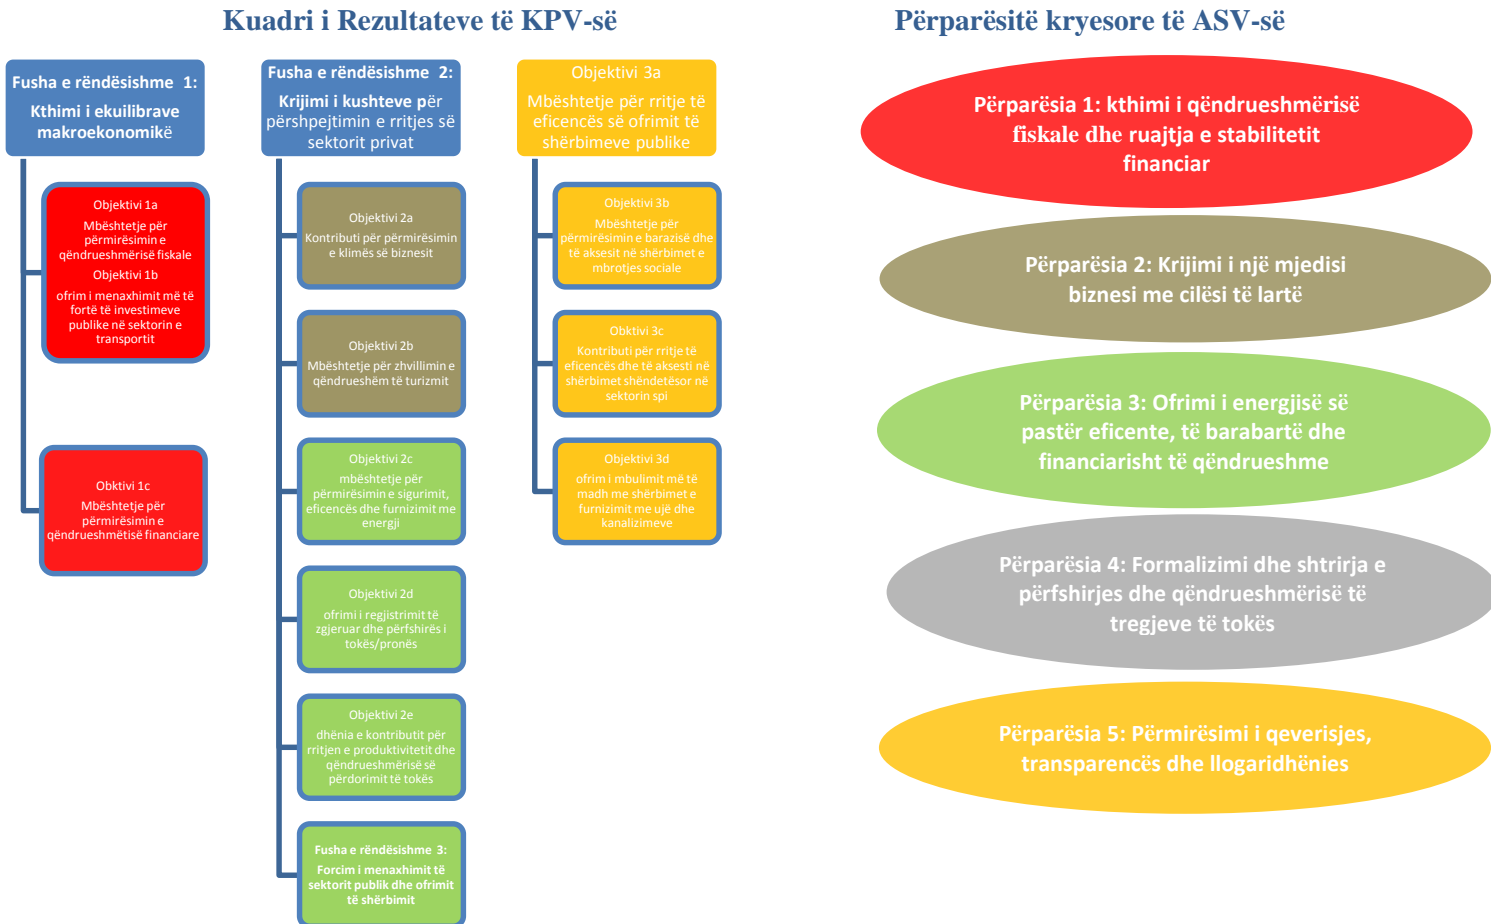 Kuadri i Rezultateve të KPV-së
Fusha e rëndësishme 1:
Kthimi i ekuilibrave
makroekonomikë
Objektivi 1a
Mbështetje për
përmirësimin e
qëndrueshmërisë fiskale
Objektivi 1b
ofrim i menaxhimit më të
fortë të investimeve
publike në sektorin e
transportit
Obktivi 1c
Mbështetje për
përmirësimin e
qëndrueshmëtisë financiare
Fusha e rëndësishme 2:
Krijimi i kushteve për
përshpejtimin e rritjes së
sektorit privat
Objektivi 2a
Kontributi për përmirësimin
e klimës së biznesit
Objektivi 2b
Mbështetje për zhvillimin e
qëndrueshëm të turizmit
Objektivi 2c
mbështetje për
përmirësimin e sigurimit,
eficencës dhe furnizimit me
energji
Objektivi 2d
ofrimi i regjistrimit të
zgjeruar dhe përfshirës i
tokës/pronës
Objektivi 2e
dhënia e kontributit për
rritjen e produktivitetit dhe
qëndrueshmërisë së
përdorimit të tokës
Fusha e rëndësishme 3:
Forcim i menaxhimit të
sektorit publik dhe ofrimit
të shërbimit
Objektivi 3a
Mbështetje për rritje të
eficencës së ofrimit të
shërbimeve publike
Objektivi 3b
Mbështetje për
përmirësimin e barazisë dhe
të aksesit në shërbimet e
mbrotjes sociale
Obktivi 3c
Kontributi për rritje të
eficencës dhe të aksesti në
shërbimet shëndetësor në
sektorin spi
Objektivi 3d
ofrim i mbulimit më të
madh me shërbimet e
furnizimit me ujë dhe
kanalizimeve
Përparësitë kryesore të ASV-së
Përparësia 1: kthimi i qëndrueshmërisë
fiskale dhe ruajtja e stabilitetit
financiar
Përparësia 2: Krijimi i një mjedisi
biznesi me cilësi të lartë
Përparësia 3: Ofrimi i energjisë së
pastër eficente, të barabartë dhe
financiarisht të qëndrueshme
Përparësia 4: Formalizimi dhe shtrirja e
përfshirjes dhe qëndrueshmërisë të
tregjeve të tokës
Përparësia 5: Përmirësimi i qeverisjes,
transparencës dhe llogaridhënies